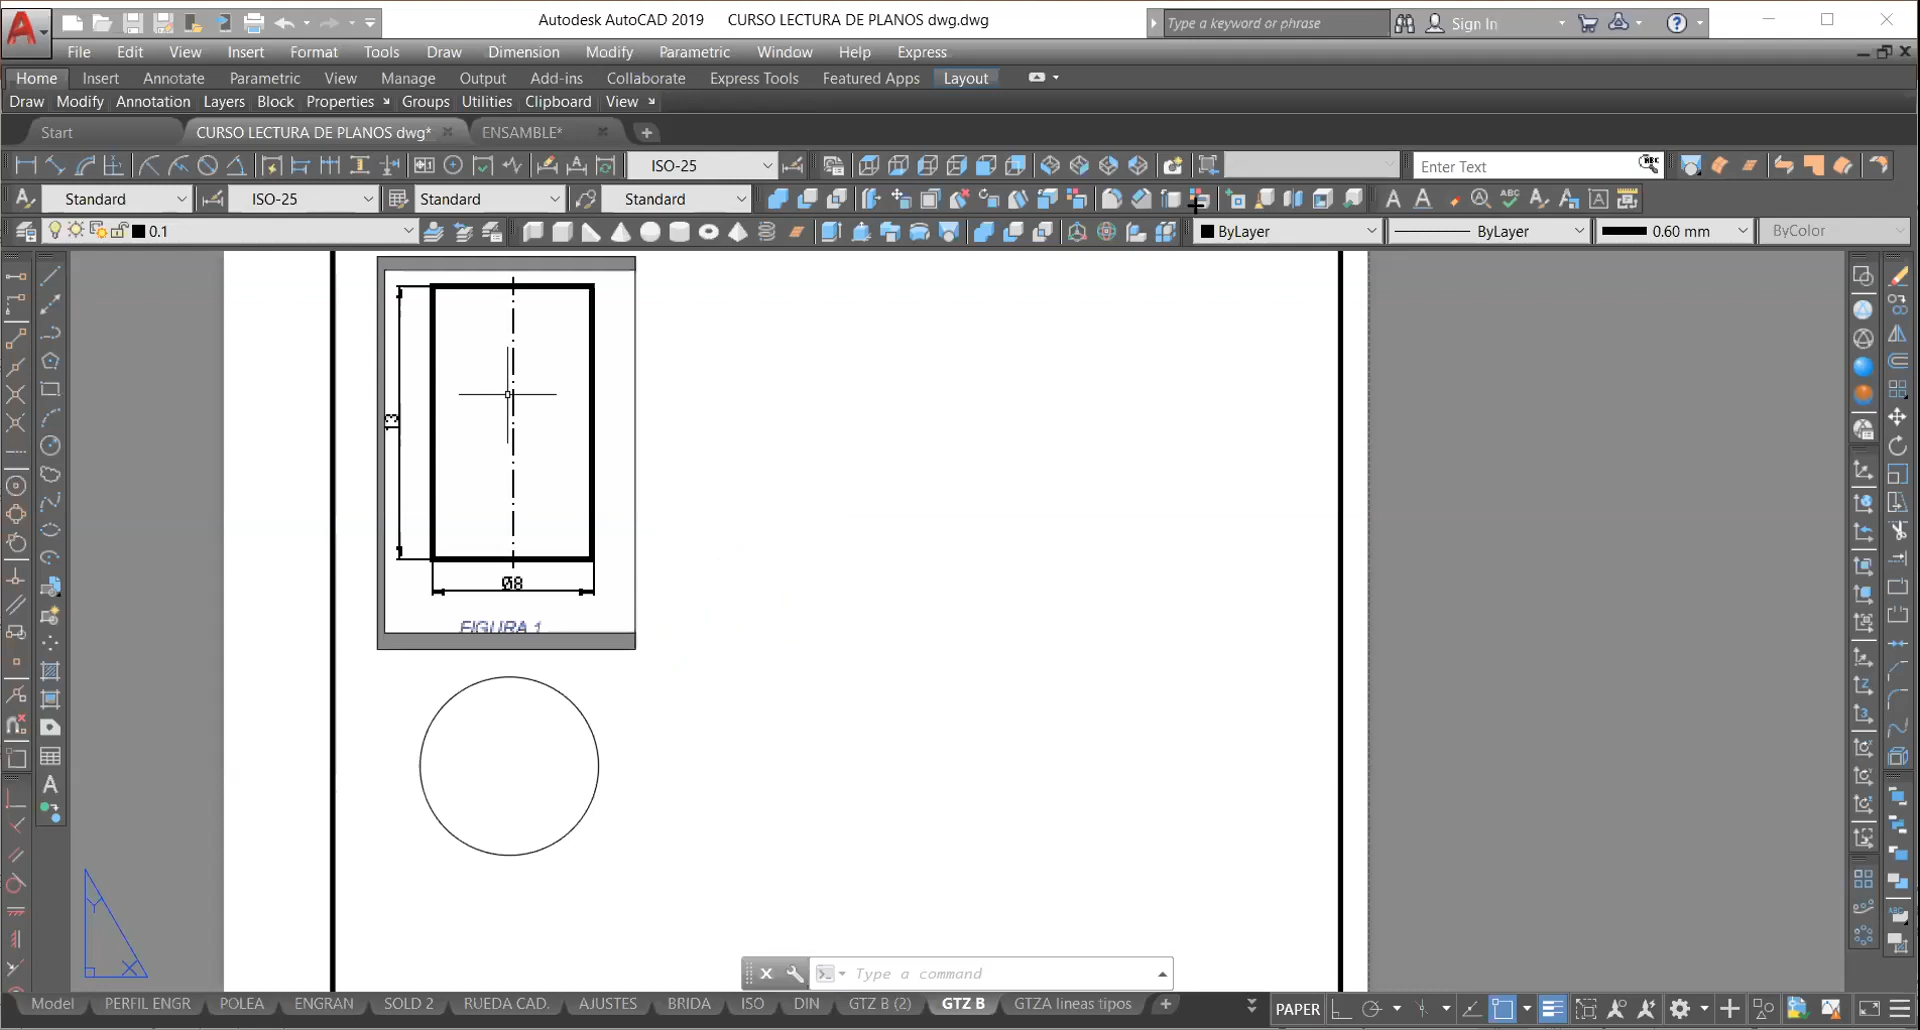 Autodesk AutoCAD 2019 CURSO LECTURA DE PLANOS dwg.dwg
Type a keyword or phrase
Sign In
File Edit View Insert Format Tools Draw Dimension Modify Parametric Window Help Express
Home Insert Annotate Parametric View Manage Output Add-ins Collaborate Express Tools Featured Apps Layout
Draw Modify Annotation Layers Block Properties Groups Utilities Clipboard View
Start CURSO LECTURA DE PLANOS dwg* ENSAMBLE*
ISO-25
Enter Text
Standard ISO-25 Standard Standard
0.1 ByLayer ByLayer 0.60 mm ByColor
13
Ø8
FIGURA 1
Y
X
Type a command
Model PERFIL ENGR POLEA ENGRAN SOLD 2 RUEDA CAD. AJUSTES BRIDA ISO DIN GTZ B (2) GTZ B GTZA lineas tipos
PAPER